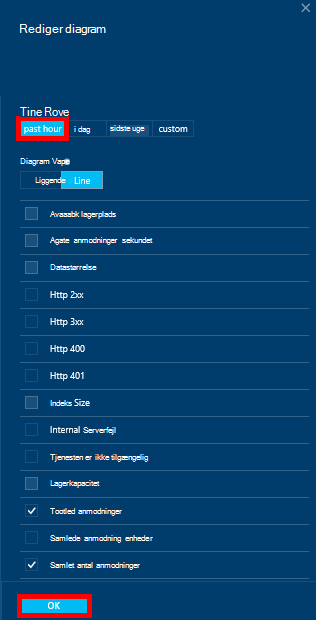 Rediger diagram
Tine Rove
past hour i dag sidste uge custom
Diagram Vape
Liggende Line
Avaaabk lagerplads
Agate anmodninger sekundet
Datastørrelse
Http 2xx
Http 3xx
Http 400
Http 401
Indeks Size
Internal Serverfejl
Tjenesten er ikke tilgængelig
Lagerkapacitet
Tootled anmodninger
Samlede anmodning enheder
Samlet antal anmodninger
OK